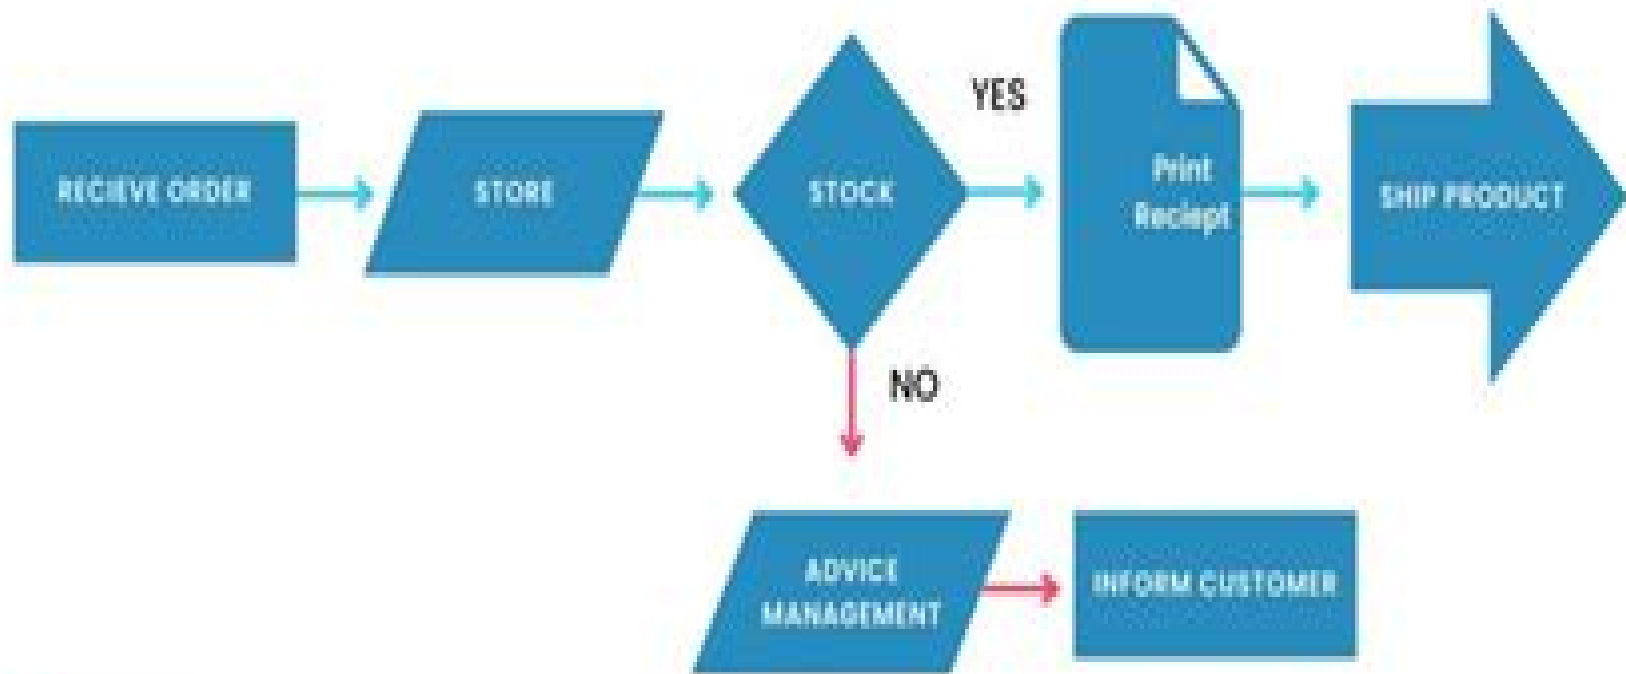 RECIEVE ORDER
STORE
STOCK
YES
Print
Reciept
SHIP PRODUCT
NO
ADVICE
MANAGEMENT
INFORM CUSTOMER